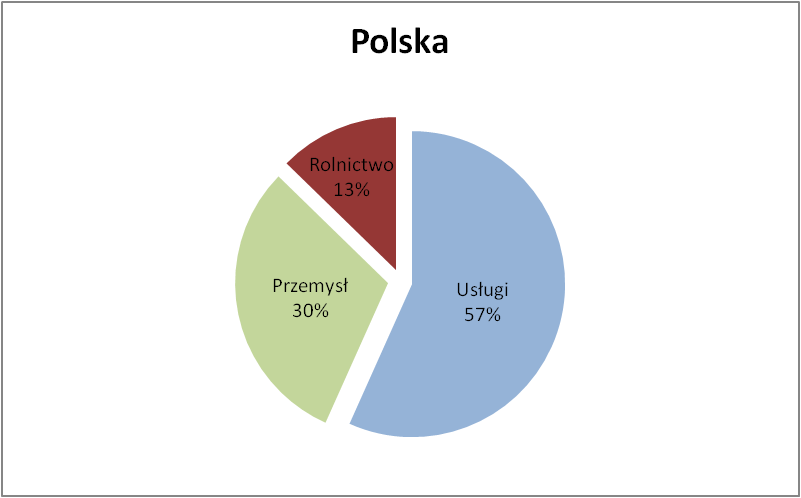 Polska
Rolnictwo
13%
Przemysł
30%
Usługi
57%